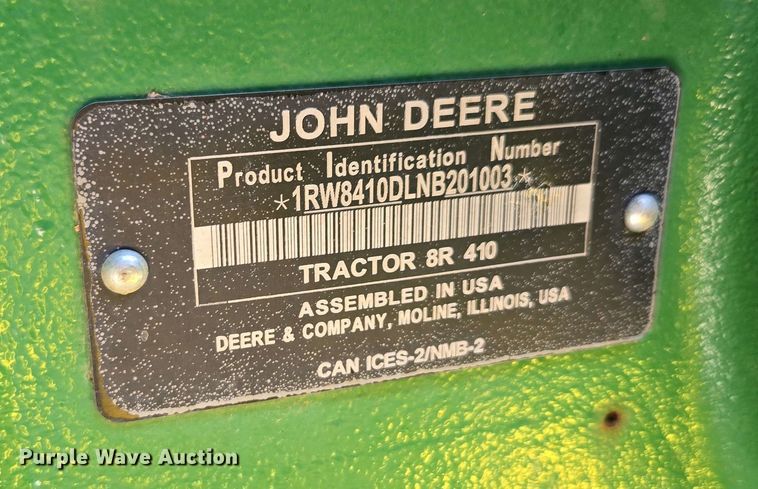 JOHN DEERE
Product Identification Number
*1RW8410DLNB201003*
TRACTOR 8R 410
ASSEMBLED IN USA
DEERE & COMPANY, MOLINE, ILLINOIS, USA
CAN ICES-2/NMB-2
Purple Wave Auction